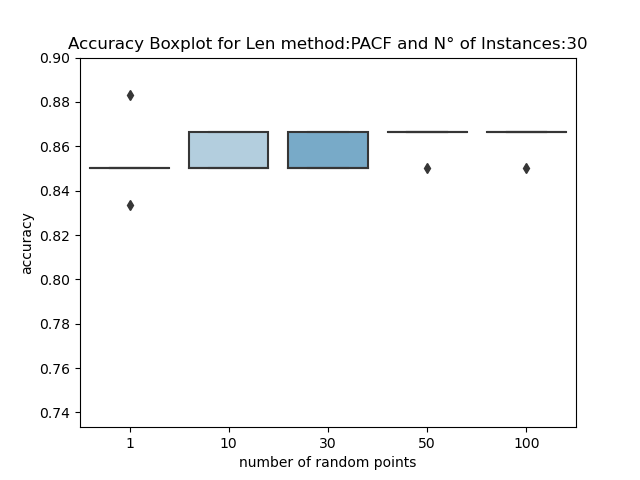 Accuracy Boxplot for Len method:PACF and N° of Instances:30
0.90
0.88
0.86
0.84
0.82
0.80
0.78
0.76
0.74
accuracy
1 10 30 50 100
number of random points